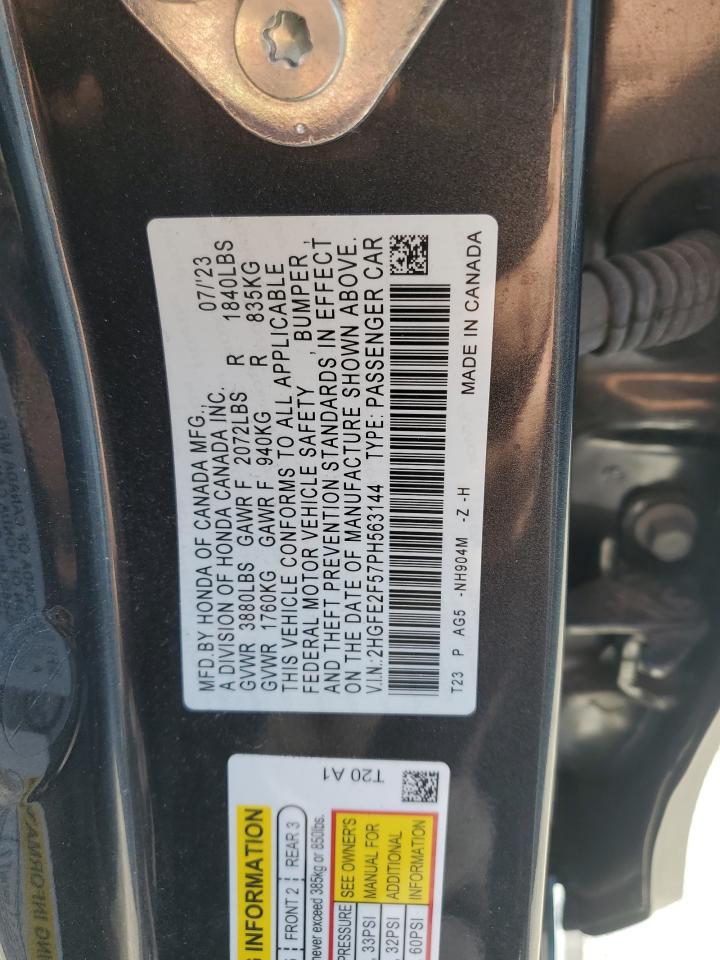 MFD.BY HONDA OF CANADA MFG., 07/'23
A DIVISION OF HONDA CANADA INC.
GVWR 3880LBS GAWR F 2072LBS R 1840LBS
GVWR 1760KG GAWR F 940KG R 835KG
THIS VEHICLE CONFORMS TO ALL APPLICABLE
FEDERAL MOTOR VEHICLE SAFETY , BUMPER ,
AND THEFT PREVENTION STANDARDS IN EFFECT
ON THE DATE OF MANUFACTURE SHOWN ABOVE.
V.I.N.:2HGFE2F57PH563144 TYPE: PASSENGER CAR
T23 P AG5 -NH904M -Z -H
MADE IN CANADA
T20 A1
INFORMATION
FRONT 2 REAR 3
never exceed 385kg or 850lbs.
PRESSURE SEE OWNER'S
33PSI MANUAL FOR
32PSI ADDITIONAL
60PSI INFORMATION